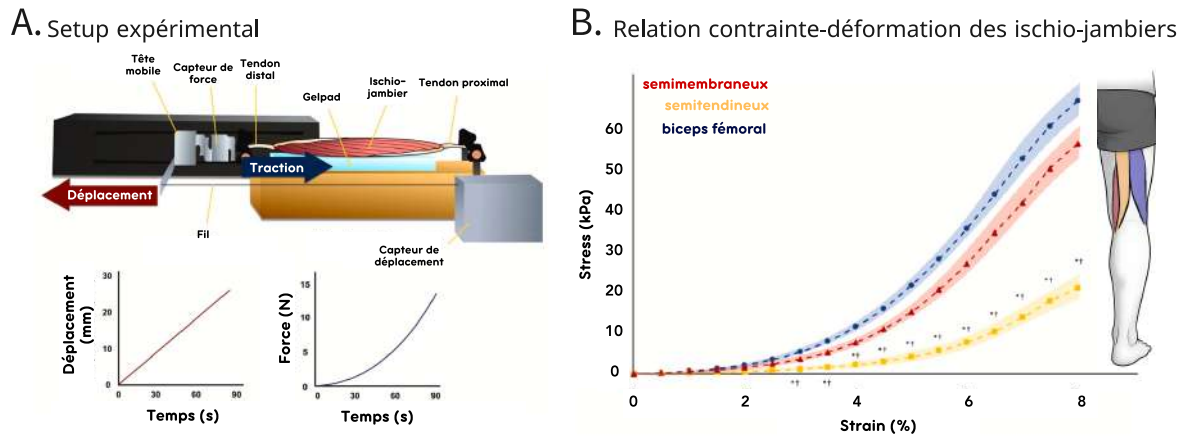 A. Setup expérimental
Tête
mobile
Capteur de
force
Tendon
distal
Gelpad
Ischio-
jambier
Tendon proximal
Traction
Déplacement
Fil
Capteur de
déplacement
Déplacement
(mm)
30
20
10
0
0 30 60 90
Temps (s)
Force (N)
15
10
5
0
0 30 60 90
Temps (s)
B. Relation contrainte-déformation des ischio-jambiers
semimembraneux
semitendineux
biceps fémoral
Stress (kPa)
60
50
40
30
20
10
0
*† *† *† *† *† *† *† *† *† *† *†
0 2 4 6 8
Strain (%)